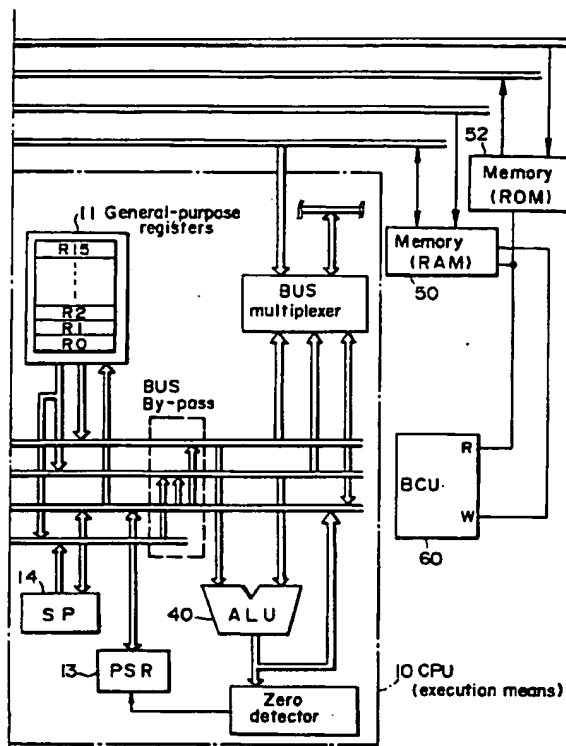 52
Memory
(ROM)
11 General-purpose
registers
R15
R2
R1
R0
BUS
multiplexer
Memory
(RAM)
50
BUS
By-pass
R
BCU
W
60
14
SP
40
ALU
13
PSR
Zero
detector
10 CPU
(execution means)